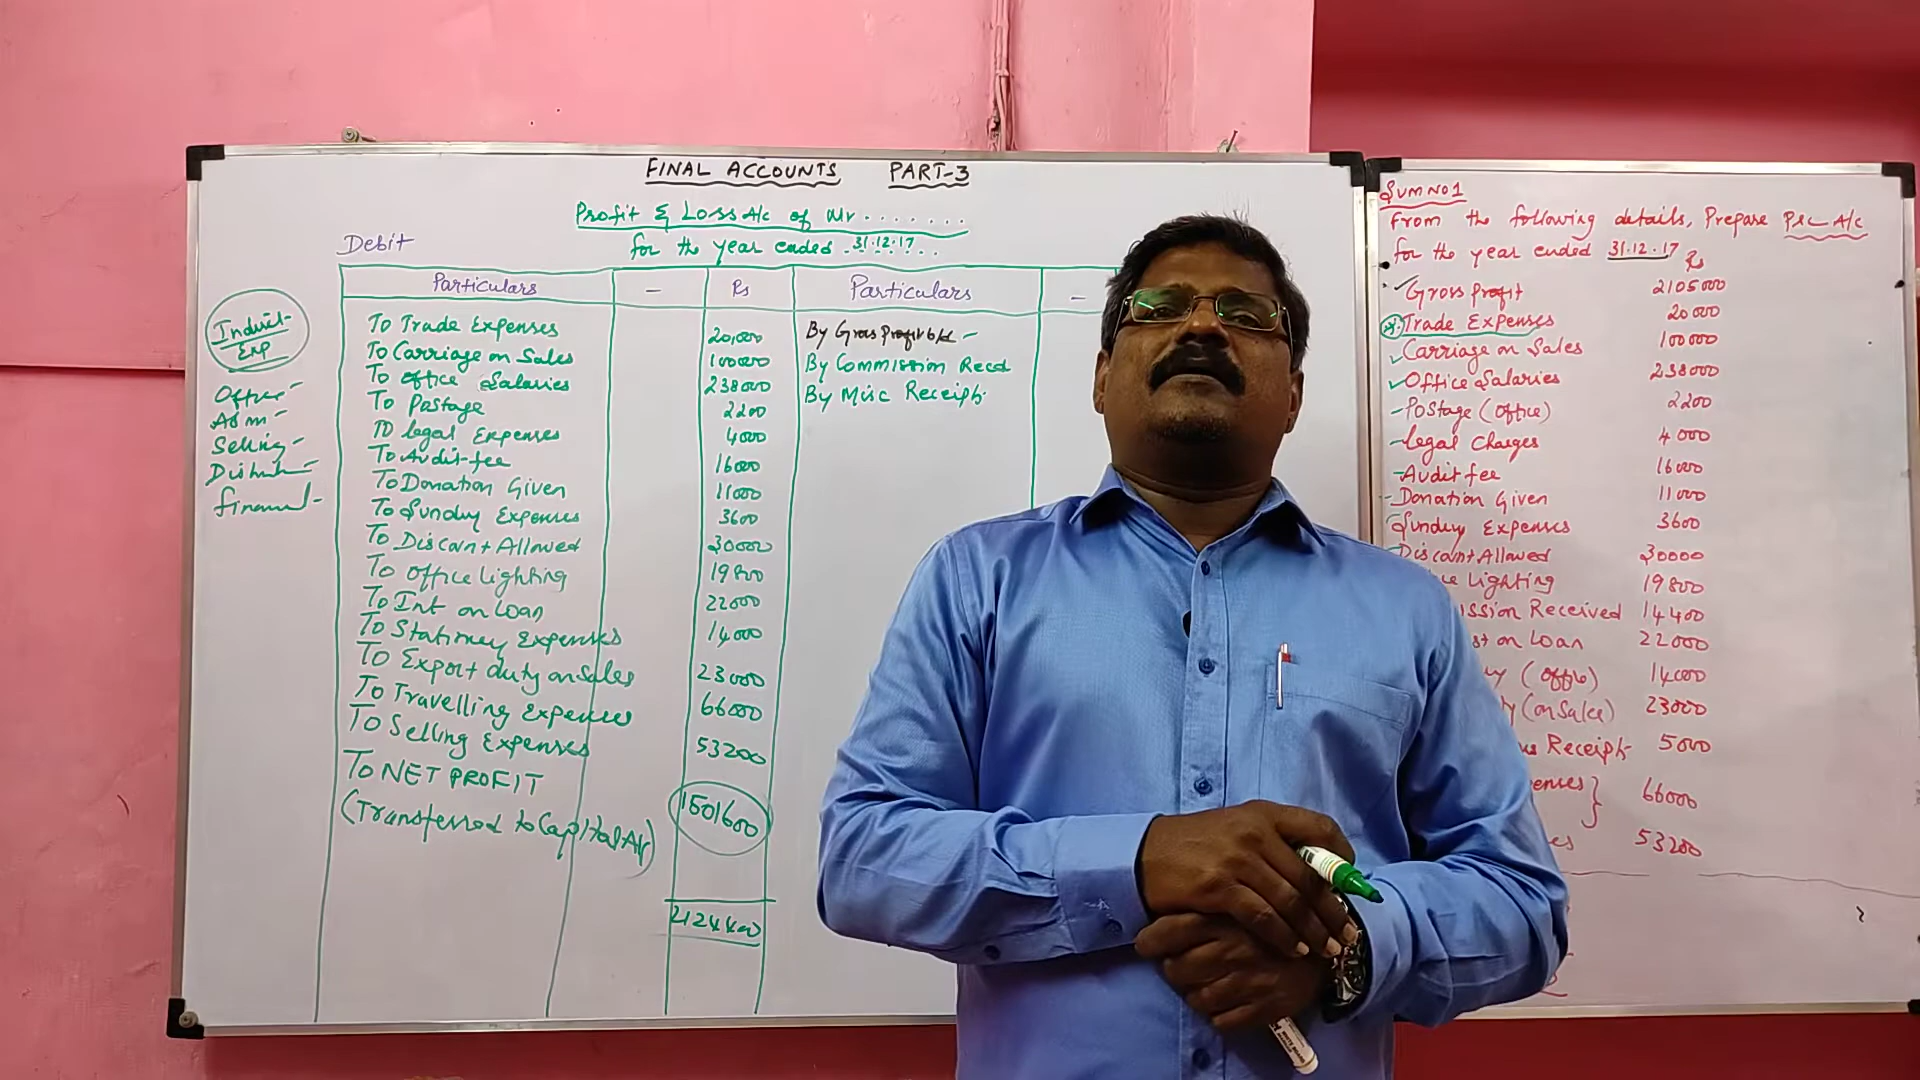 FINAL ACCOUNTS PART-3
Profit & Loss A/c of Mr .......
Debit
for the year ended 31.12.17
Particulars - Rs Particulars -
Indirect Exp
Office
Adm
Selling
Financial
To Trade Expenses 20,000
To Carriage on Sales 100000
To Office Salaries 238000
To Postage 2200
To legal Expenses 4000
To Audit fee 16000
To Donation Given 11000
To Sundry Expenses 3600
To Discount Allowed 30000
To Office lighting 19800
To Int on Loan 22000
To Stationey Expenses 14000
To Export duty on Sales 23000
To Travelling Expenses 66000
To Selling Expenses 53200
To NET PROFIT
(Transferred to Capital A/c) 1501600
2124400
By Gross Profit b/d
By Commission Recd
By Misc Receipts
SUM NO 1
From the following details, Prepare P&L A/c
for the year ended 31.12.17
Rs
Gross Profit 2105000
Trade Expenses 20000
Carriage on Sales 100000
Office Salaries 238000
Postage (Office) 2200
legal Charges 4000
Audit fee 16000
Donation Given 11000
Sundry Expenses 3600
Discount Allowed 30000
Lighting 19800
Received 14400
on Loan 22000
(Office) 14000
(on Sales) 23000
Receipts 5000
66000
53200